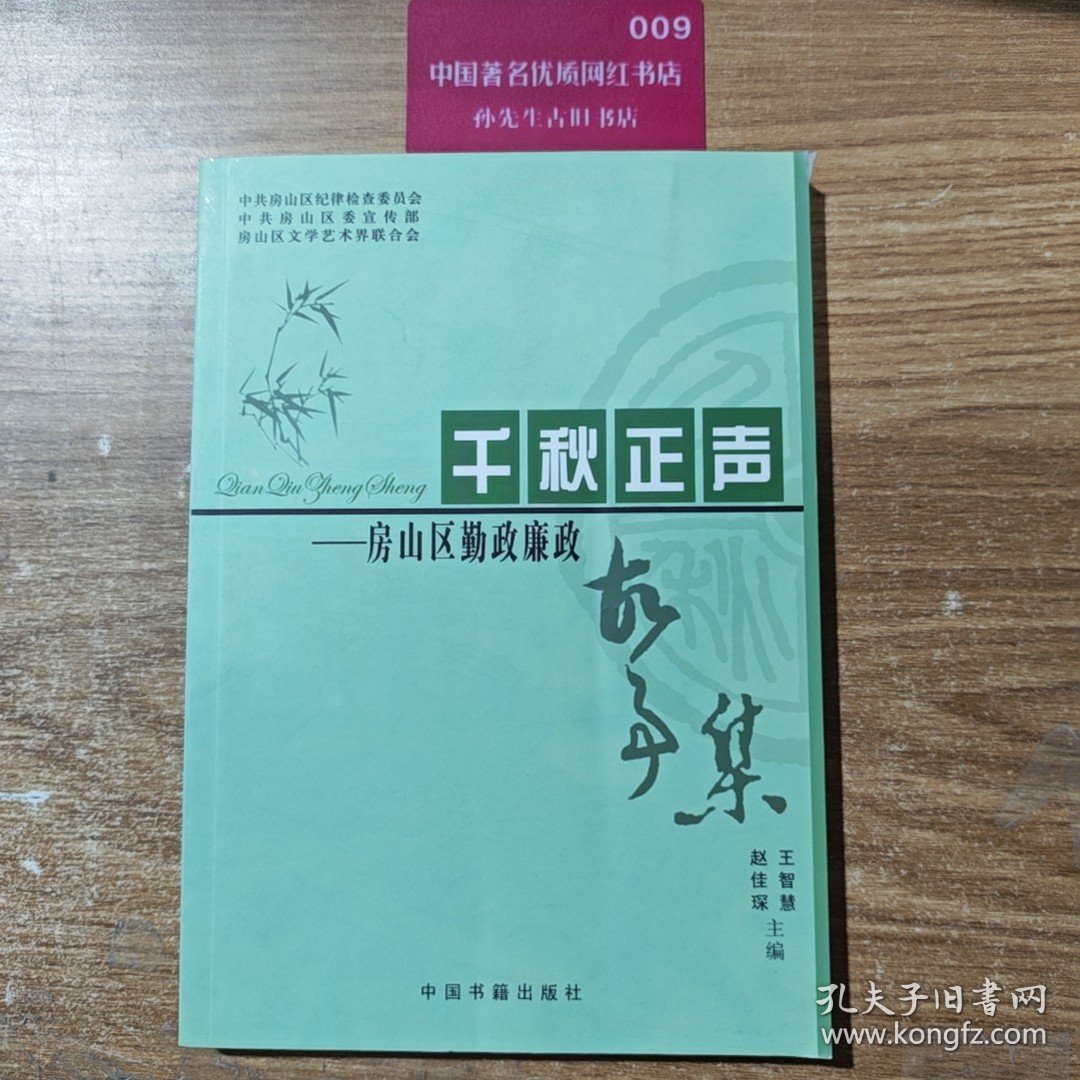 009
中国著名优质网红书店
孙先生古旧书店
中共房山区纪律检查委员会
中共房山区委宣传部
房山区文学艺术界联合会
千秋正声
Qian Qiu Zheng Sheng
——房山区勤政廉政
故事集
王智慧
赵佳琛
主编
中国书籍出版社
孔夫子旧書网
www.kongfz.com